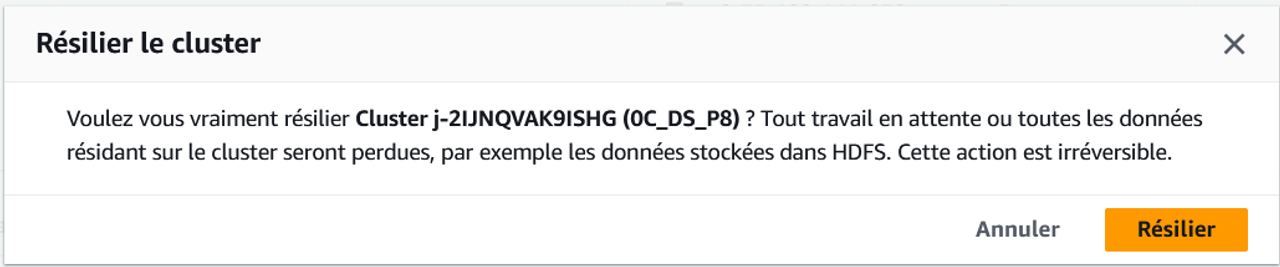 Résilier le cluster
Voulez vous vraiment résilier Cluster j-2IJNQVAK9ISHG (0C_DS_P8) ? Tout travail en attente ou toutes les données
résidant sur le cluster seront perdues, par exemple les données stockées dans HDFS. Cette action est irréversible.
Annuler
Résilier